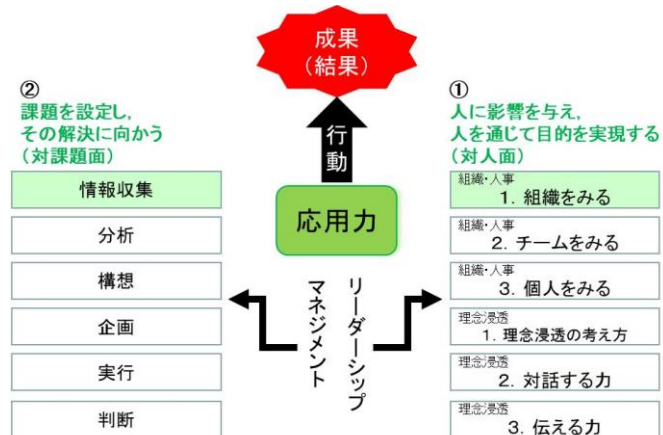 成果
（結果）
行
動
応用力
マネジメント
リーダーシップ
②
課題を設定し,
その解決に向かう
（対課題面）
情報収集
分析
構想
企画
実行
判断
①
人に影響を与え,
人を通じて目的を実現する
（対人面）
組織・人事
1. 組織をみる
組織・人事
2. チームをみる
組織・人事
3. 個人をみる
理念浸透
1. 理念浸透の考え方
理念浸透
2. 対話する力
理念浸透
3. 伝える力